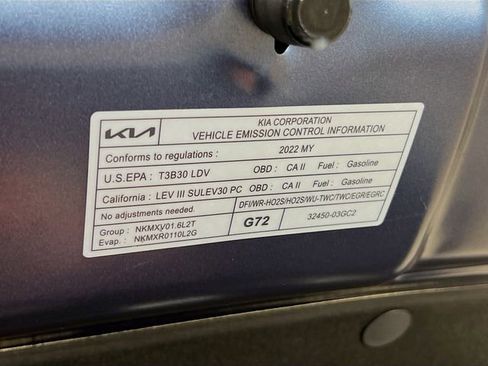 KIA
KIA CORPORATION
VEHICLE EMISSION CONTROL INFORMATION
Conforms to regulations : 2022 MY
U.S.EPA : T3B30 LDV OBD : CA II Fuel : Gasoline
California : LEV III SULEV30 PC OBD : CA II Fuel : Gasoline
No adjustments needed. DFI/WR-HO2S/HO2S/WU-TWC/TWC/EGR/EGRC
Group : NKMXV01.6L2T G72 32450-03GC2
Evap. : NKMXR0110L2G